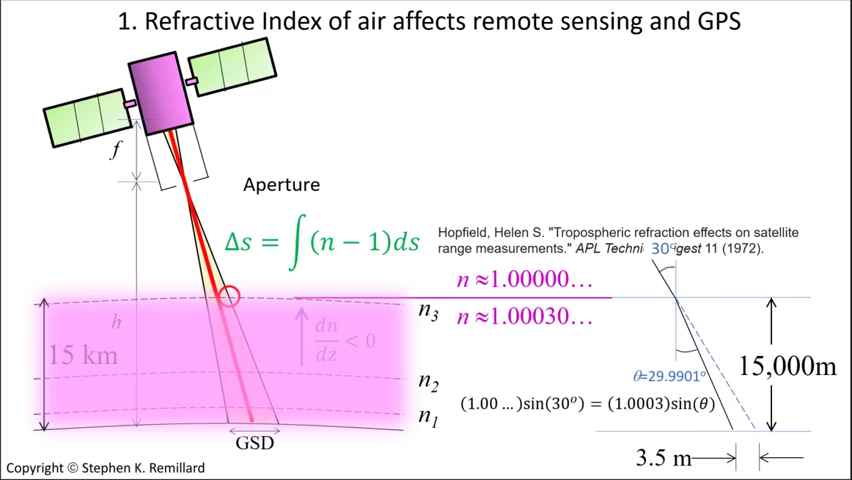 1. Refractive Index of air affects remote sensing and GPS
f
Aperture
Δs = ∫(n − 1)ds
Hopfield, Helen S. "Tropospheric refraction effects on satellite
range measurements." APL Techni 30° gest 11 (1972).
n ≈1.00000…
n₃
n ≈1.00030…
h
dn/dz < 0
15 km
15,000m
n₂
θ=29.9901°
n₁
(1.00 …)sin(30ᵒ) = (1.0003)sin(θ)
GSD
3.5 m
Copyright © Stephen K. Remillard